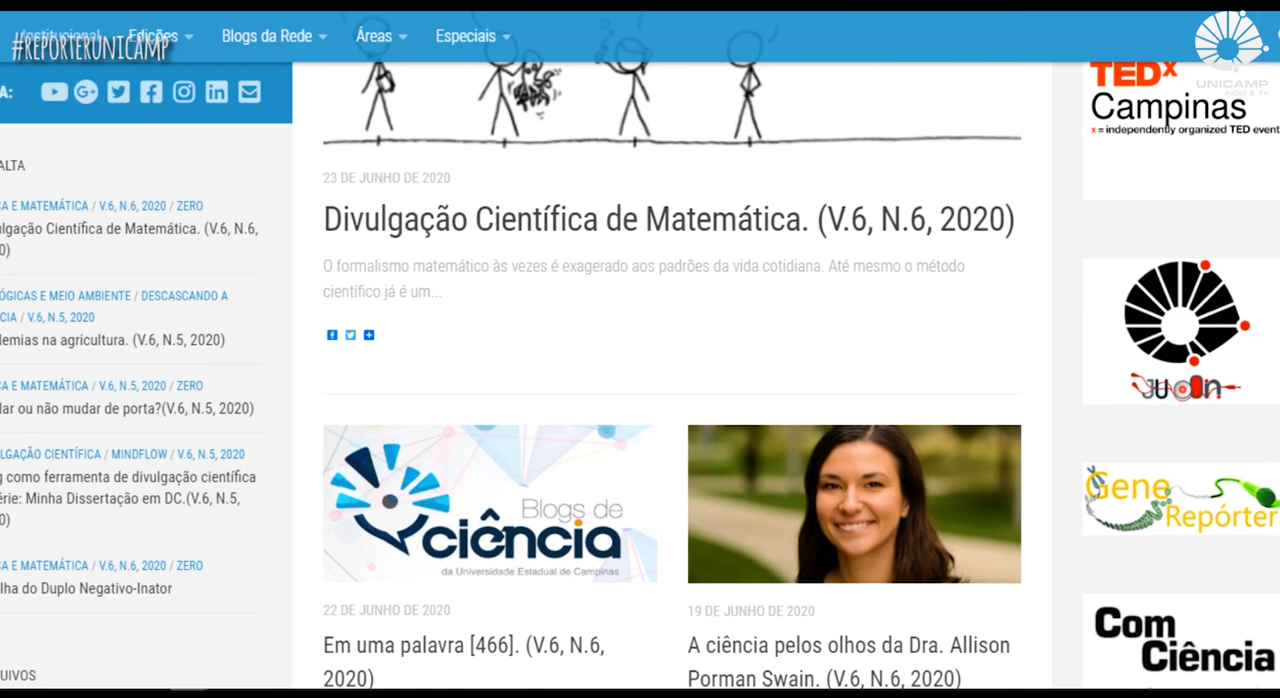 Institucional
Edições
Blogs da Rede
Áreas
Especiais
#REPORTERUNICAMP
UNICAMP
RÁDIO E TV
A:
TEDx
Campinas
x = independently organized TED event
ALTA
A E MATEMÁTICA / V.6, N.6, 2020 / ZERO
ulgação Científica de Matemática. (V.6, N.6,
0)
ÓGICAS E MEIO AMBIENTE / DESCASCANDO A
CIA / V.6, N.5, 2020
demias na agricultura. (V.6, N.5, 2020)
A E MATEMÁTICA / V.6, N.5, 2020 / ZERO
dar ou não mudar de porta?(V.6, N.5, 2020)
LGAÇÃO CIENTÍFICA / MINDFLOW / V.6, N.5, 2020
g como ferramenta de divulgação científica
érie: Minha Dissertação em DC.(V.6, N.5,
0)
A E MATEMÁTICA / V.6, N.6, 2020 / ZERO
lha do Duplo Negativo-Inator
UIVOS
23 DE JUNHO DE 2020
Divulgação Científica de Matemática. (V.6, N.6, 2020)
O formalismo matemático às vezes é exagerado aos padrões da vida cotidiana. Até mesmo o método
científico já é um...
Blogs de
ciência
da Universidade Estadual de Campinas
22 DE JUNHO DE 2020
Em uma palavra [466]. (V.6, N.6,
2020)
19 DE JUNHO DE 2020
A ciência pelos olhos da Dra. Allison
Porman Swain. (V.6, N.6, 2020)
Gene
Repórter
Com
Ciência